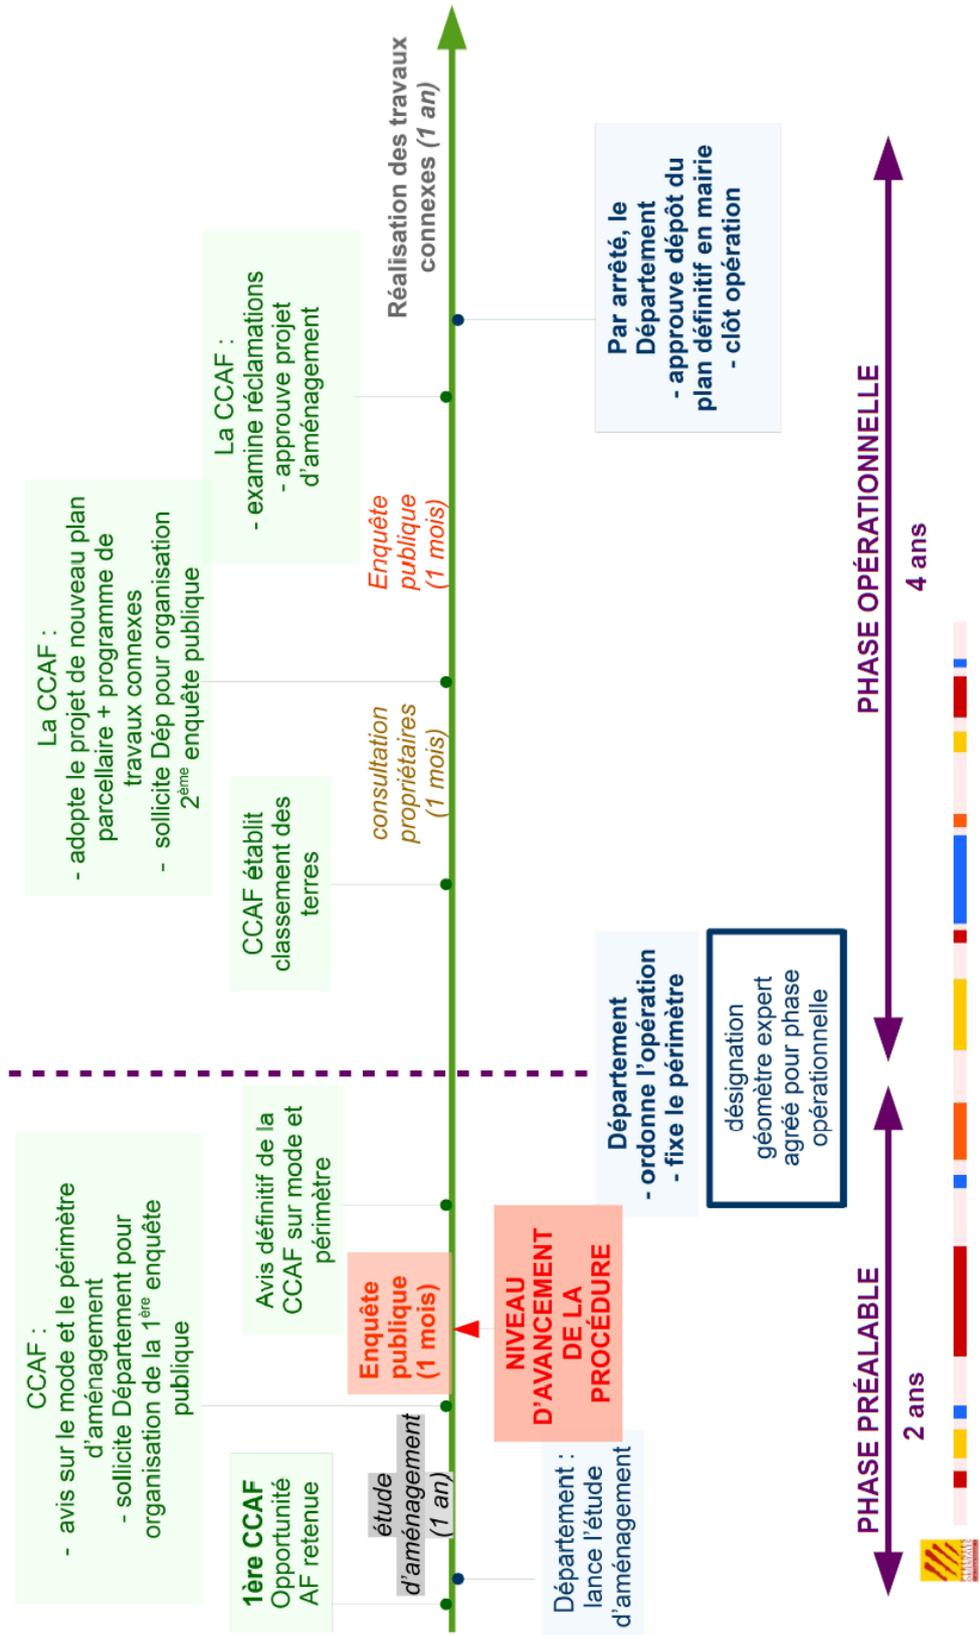 CCAF :
- avis sur le mode et le périmètre
d’aménagement
- sollicite Département pour
organisation de la 1ère enquête
publique
La CCAF :
- adopte le projet de nouveau plan
parcellaire + programme de
travaux connexes
- sollicite Dép pour organisation
2ème enquête publique
La CCAF :
- examine réclamations
- approuve projet
d’aménagement
1ère CCAF
Opportunité
AF retenue
Avis définitif de la
CCAF sur mode et
périmètre
CCAF établit
classement des
terres
étude
d’aménagement
(1 an)
Enquête
publique
(1 mois)
consultation
propriétaires
(1 mois)
Enquête
publique
(1 mois)
Réalisation des travaux
connexes (1 an)
Département :
lance l’étude
d’aménagement
NIVEAU
D’AVANCEMENT
DE LA
PROCÉDURE
Département
- ordonne l’opération
- fixe le périmètre
désignation
géomètre expert
agréé pour phase
opérationnelle
Par arrêté, le
Département
- approuve dépôt du
plan définitif en mairie
- clôt opération
PHASE PRÉALABLE
2 ans
PHASE OPÉRATIONNELLE
4 ans